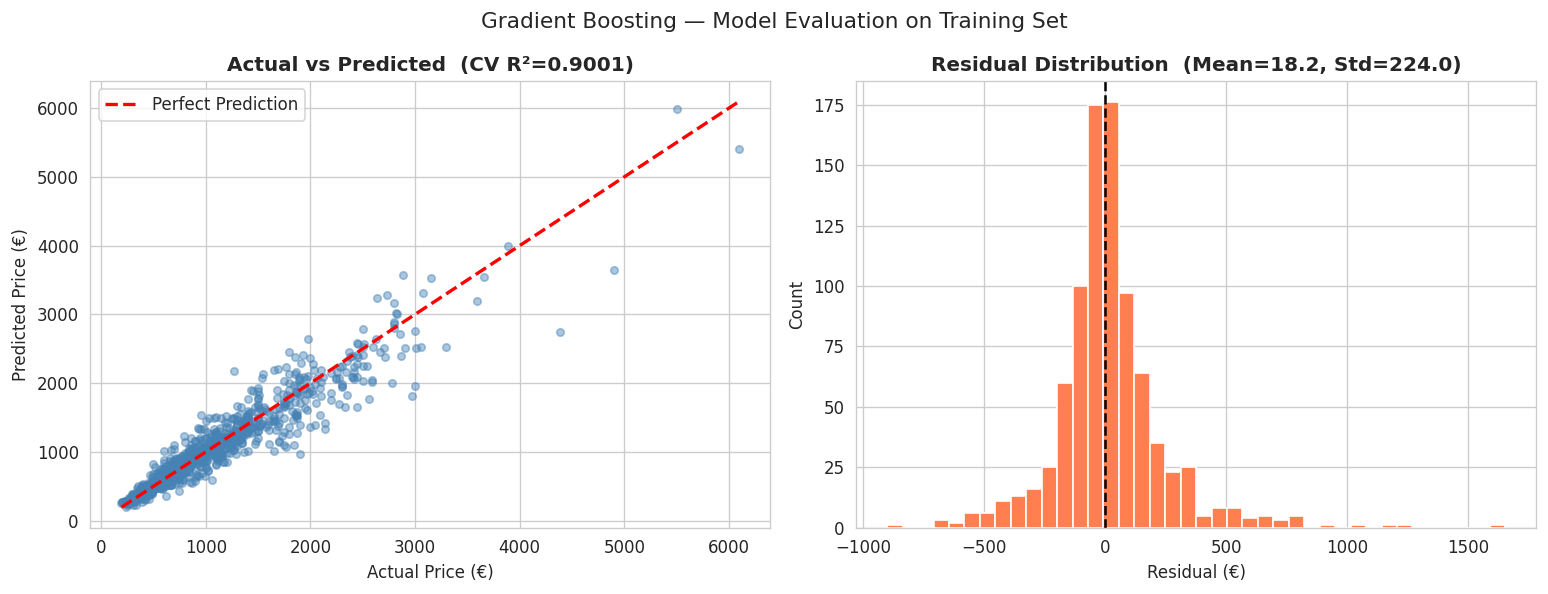 Gradient Boosting — Model Evaluation on Training Set
Actual vs Predicted  (CV R²=0.9001)
Perfect Prediction
6000
5000
4000
3000
2000
1000
0
Predicted Price (€)
0 1000 2000 3000 4000 5000 6000
Actual Price (€)
Residual Distribution  (Mean=18.2, Std=224.0)
175
150
125
100
75
50
25
0
Count
−1000 −500 0 500 1000 1500
Residual (€)